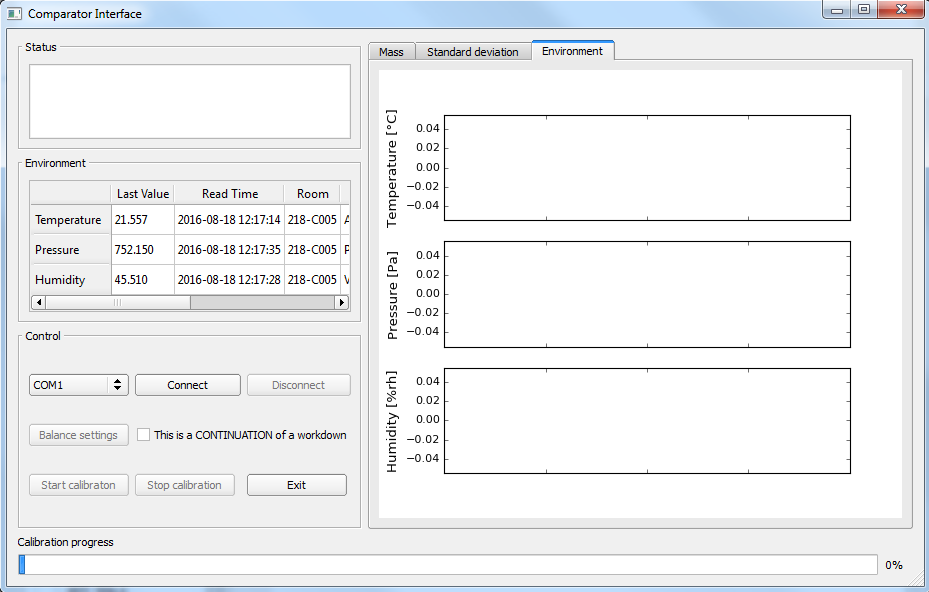 Comparator Interface
Status
Environment
Last Value Read Time Room
Temperature 21.557 2016-08-18 12:17:14 218-C005 A
Pressure 752.150 2016-08-18 12:17:35 218-C005 P
Humidity 45.510 2016-08-18 12:17:28 218-C005 V
Control
COM1 Connect Disconnect
Balance settings This is a CONTINUATION of a workdown
Start calibraton Stop calibration Exit
Mass Standard deviation Environment
Temperature [°C]
0.04
0.02
0.00
−0.02
−0.04
Pressure [Pa]
0.04
0.02
0.00
−0.02
−0.04
Humidity [%rh]
0.04
0.02
0.00
−0.02
−0.04
Calibration progress
0%